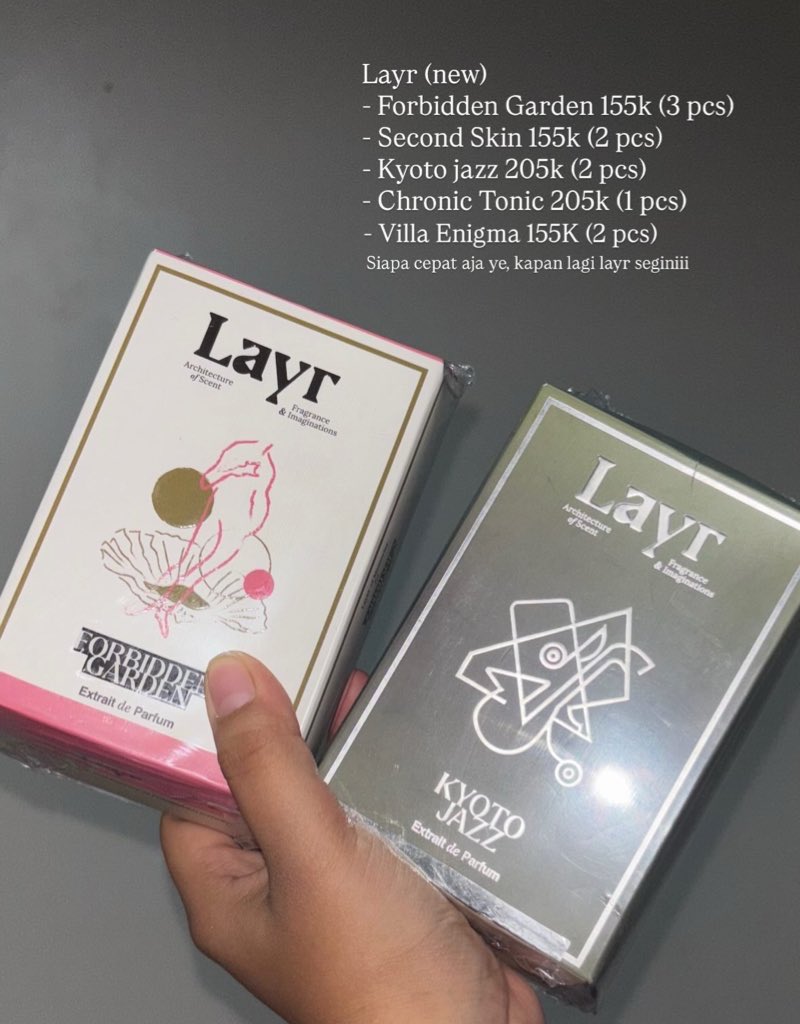 Layr (new)
- Forbidden Garden 155k (3 pcs)
- Second Skin 155k (2 pcs)
- Kyoto jazz 205k (2 pcs)
- Chronic Tonic 205k (1 pcs)
- Villa Enigma 155K (2 pcs)
Siapa cepat aja ye, kapan lagi layr seginiii
Layr
Architecture
of Scent
Fragrance
& Imaginations
FORBIDDEN
GARDEN
Extrait de Parfum
Layr
Architecture
of Scent
Fragrance
& Imaginations
KYOTO
JAZZ
Extrait de Parfum